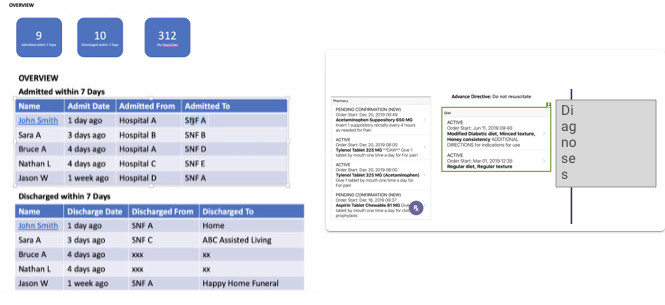 OVERVIEW
9
Admitted within 7 Days
10
Discharged within 7 Days
312
OVERVIEW
Admitted within 7 Days
Name Admit Date Admitted From Admitted To
John Smith 1 day ago Hospital A SNF A
Sara A 3 days ago Hospital B SNF B
Bruce A 4 days ago Hospital A SNF D
Nathan L 4 days ago Hospital C SNF E
Jason W 1 week ago Hospital D SNF A
Discharged within 7 Days
Name Discharge Date Discharged From Discharged To
John Smith 1 day ago SNF A Home
Sara A 3 days ago SNF C ABC Assisted Living
Bruce A 4 days ago xxx xx
Nathan L 4 days ago xxx xx
Jason W 1 week ago SNF A Happy Home Funeral
Pharmacy
PENDING CONFIRMATION (NEW)
Order Start: Dec 20, 2019 09:49
Acetaminophen Suppository 650 MG
Insert 1 suppository rectally every 4 hours
as needed for Pain
ACTIVE
Order Start: Dec 20, 2019 08:00
Tylenol Tablet 325 MG
tablet by mouth one time a day for For pain
ACTIVE
Order Start: Dec 20, 2019 08:00
Tylenol Tablet 325 MG (Acetaminophen)
Give 1 tablet by mouth one time a day for
For pain
PENDING CONFIRMATION (NEW)
Order Start: Dec 18, 2019 09:37
Aspirin Tablet Chewable 81 MG Give
tablet by mouth one time a day for
prophylaxis
Advance Directive: Do not resuscitate
Diet
ACTIVE
Order Start: Jun 11, 2019 09:40
Modified Diabetic diet, Minced texture,
Honey consistency ADDITIONAL
DIRECTIONS for indications for use
ACTIVE
Order Start: Mar 01, 2019 12:39
Regular diet, Regular texture
Di
ag
no
se
s